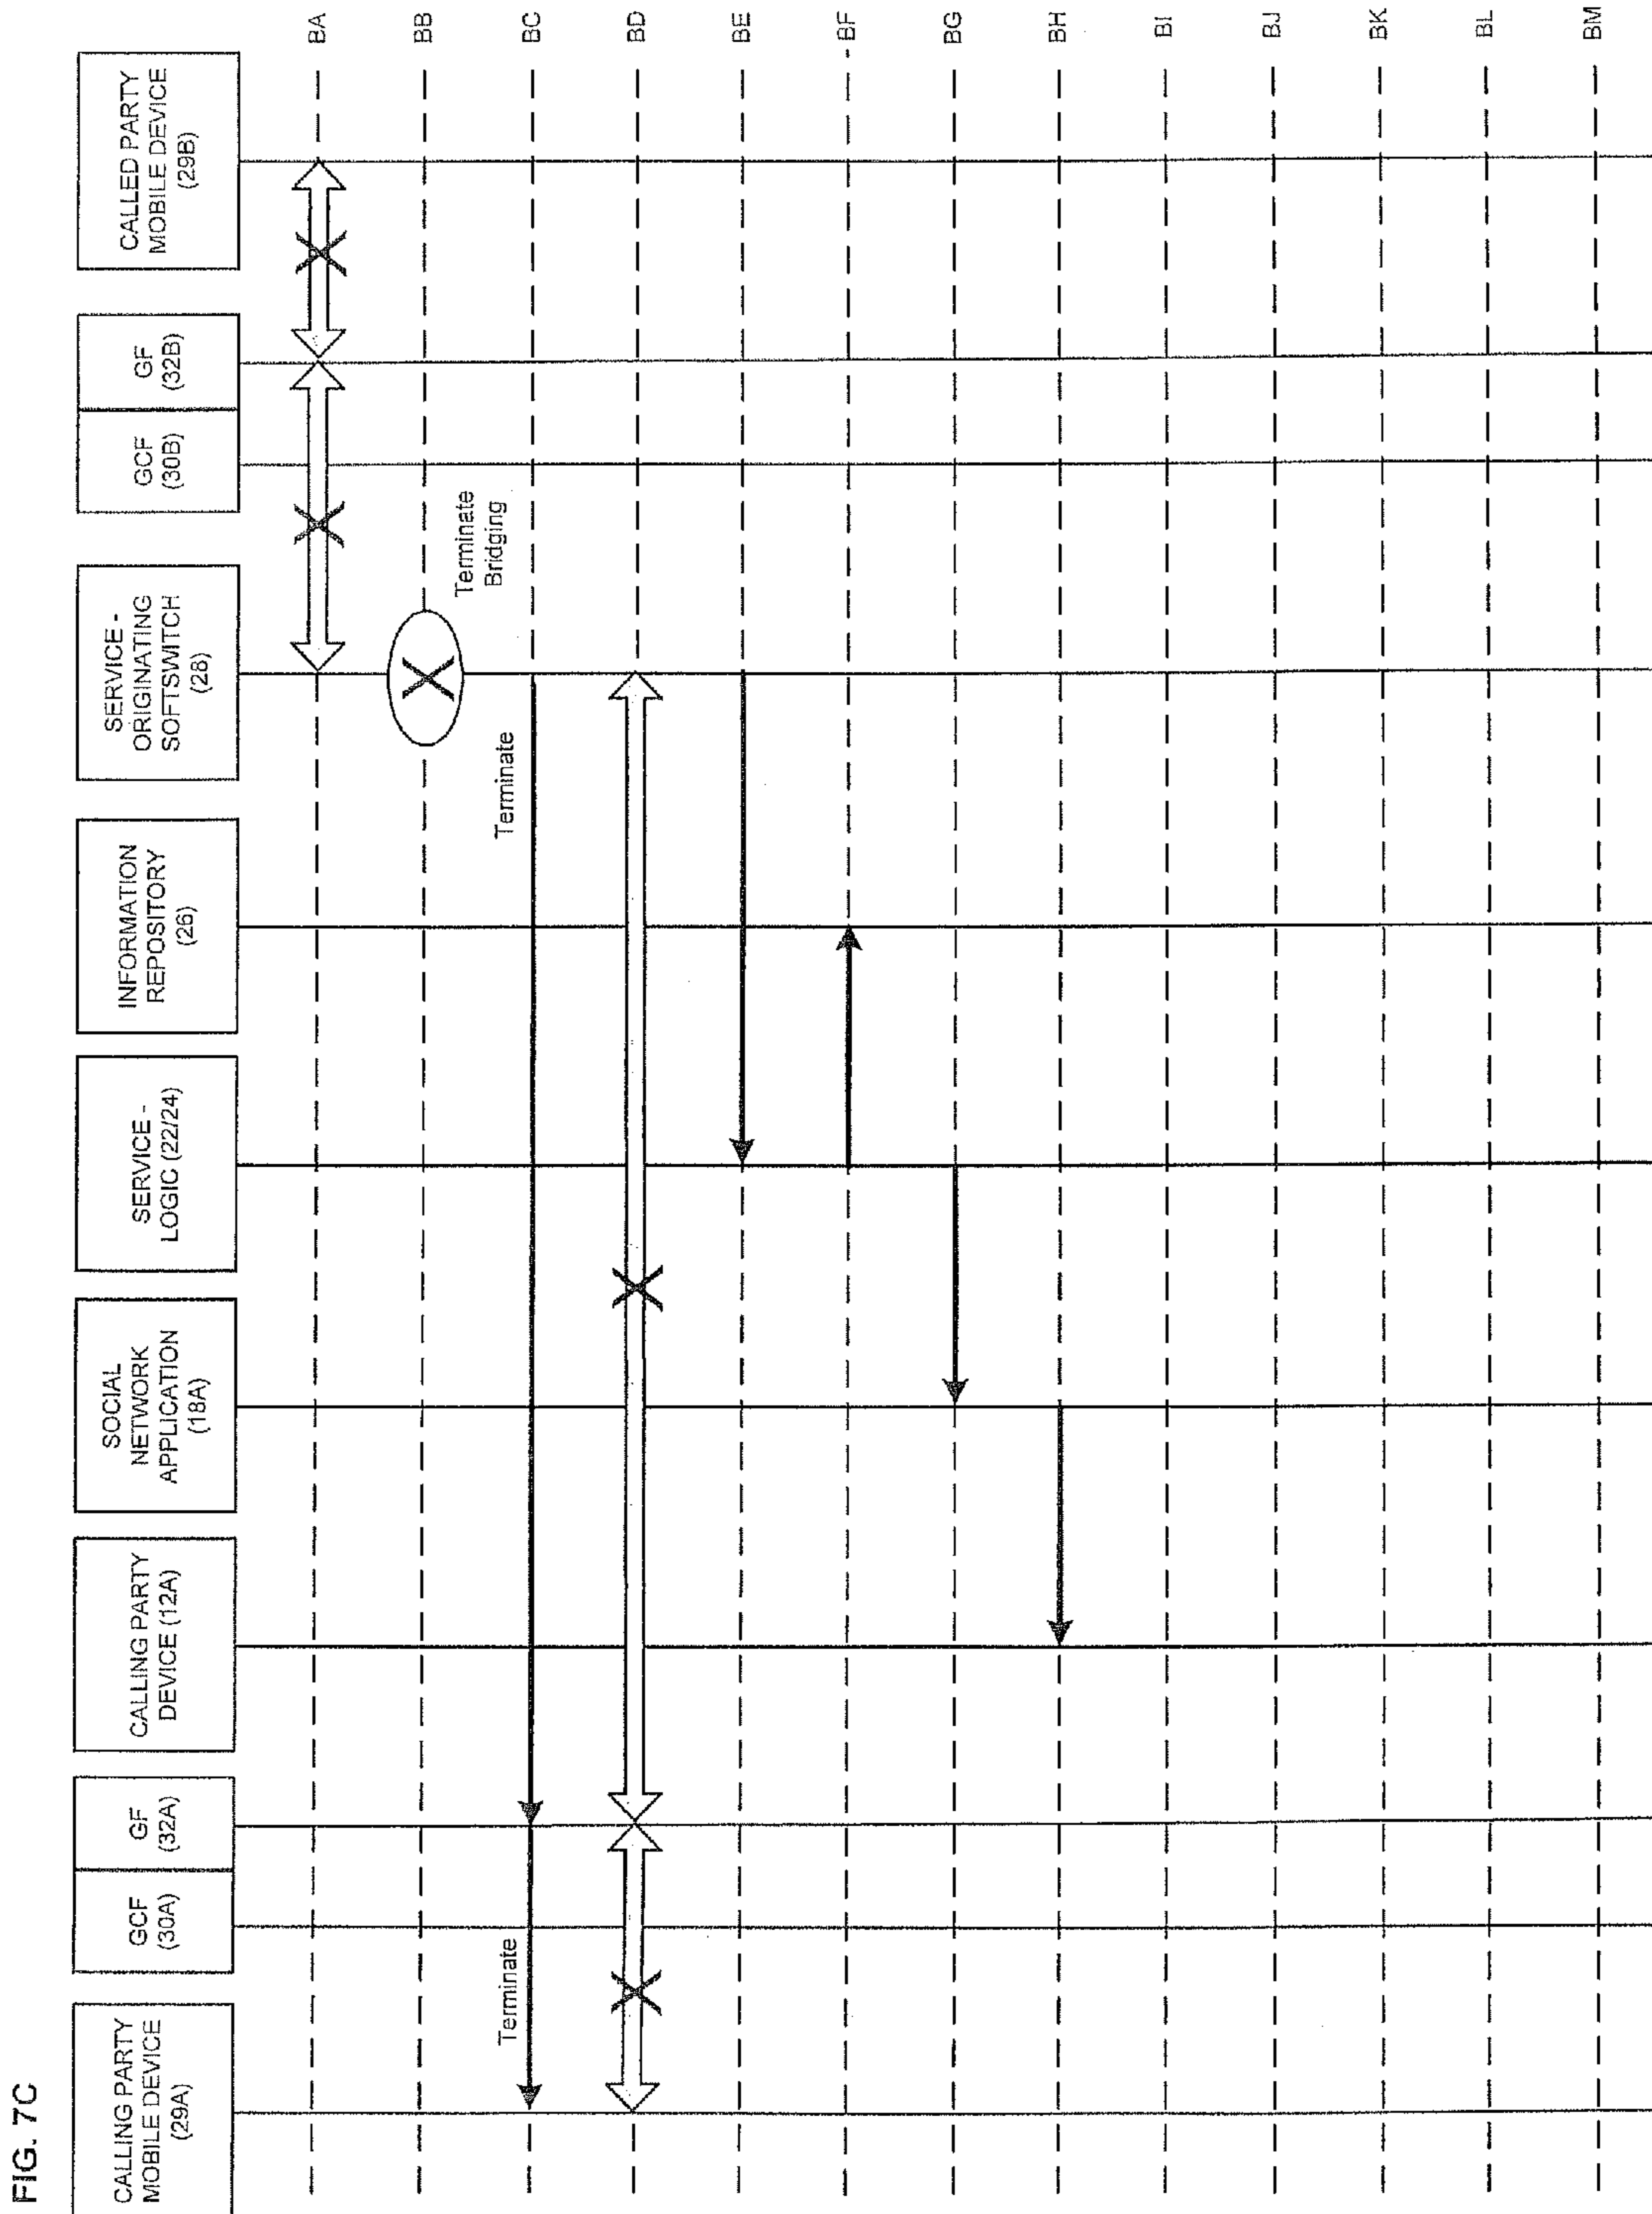 FIG. 7C
CALLING PARTY
MOBILE DEVICE
(29A)
GCF
(30A)
GF
(32A)
CALLING PARTY
DEVICE (12A)
SOCIAL
NETWORK
APPLICATION
(18A)
SERVICE -
LOGIC (22/24)
INFORMATION
REPOSITORY
(26)
SERVICE -
ORIGINATING
SOFTSWITCH
(28)
GCF
(30B)
GF
(32B)
CALLED PARTY
MOBILE DEVICE
(29B)
BA
Terminate
Bridging
BB
Terminate
Terminate
BC
BD
BE
BF
BG
BH
BI
BJ
BK
BL
BM